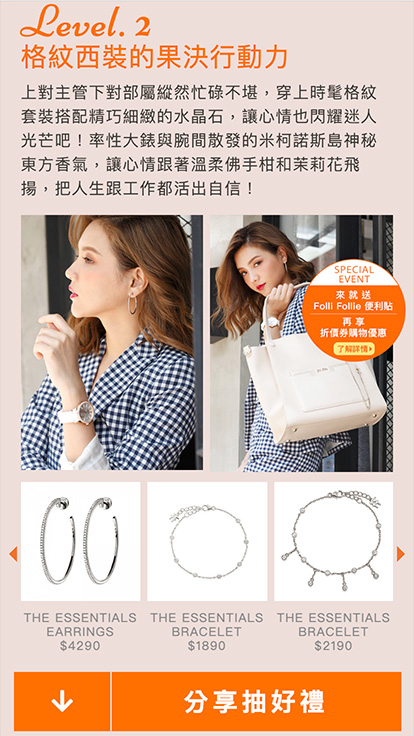 Level. 2
格紋西裝的果決行動力
上對主管下對部屬縱然忙碌不堪，穿上時髦格紋
套裝搭配精巧細緻的水晶石，讓心情也閃耀迷人
光芒吧！率性大錶與腕間散發的米柯諾斯島神秘
東方香氣，讓心情跟著溫柔佛手柑和茉莉花飛
揚，把人生跟工作都活出自信！
SPECIAL
EVENT
來就送
Folli Follie 便利貼
再享
折價券購物優惠
了解詳情
THE ESSENTIALS
EARRINGS
$4290
THE ESSENTIALS
BRACELET
$1890
THE ESSENTIALS
BRACELET
$2190
分享抽好禮